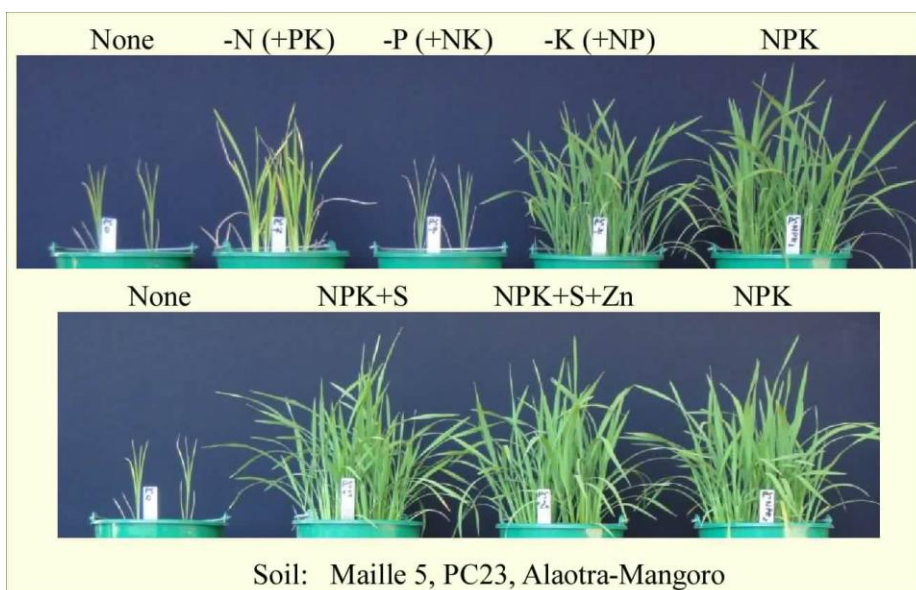 None -N (+PK) -P (+NK) -K (+NP) NPK
None NPK+S NPK+S+Zn NPK
Soil: Maille 5, PC23, Alaotra-Mangoro